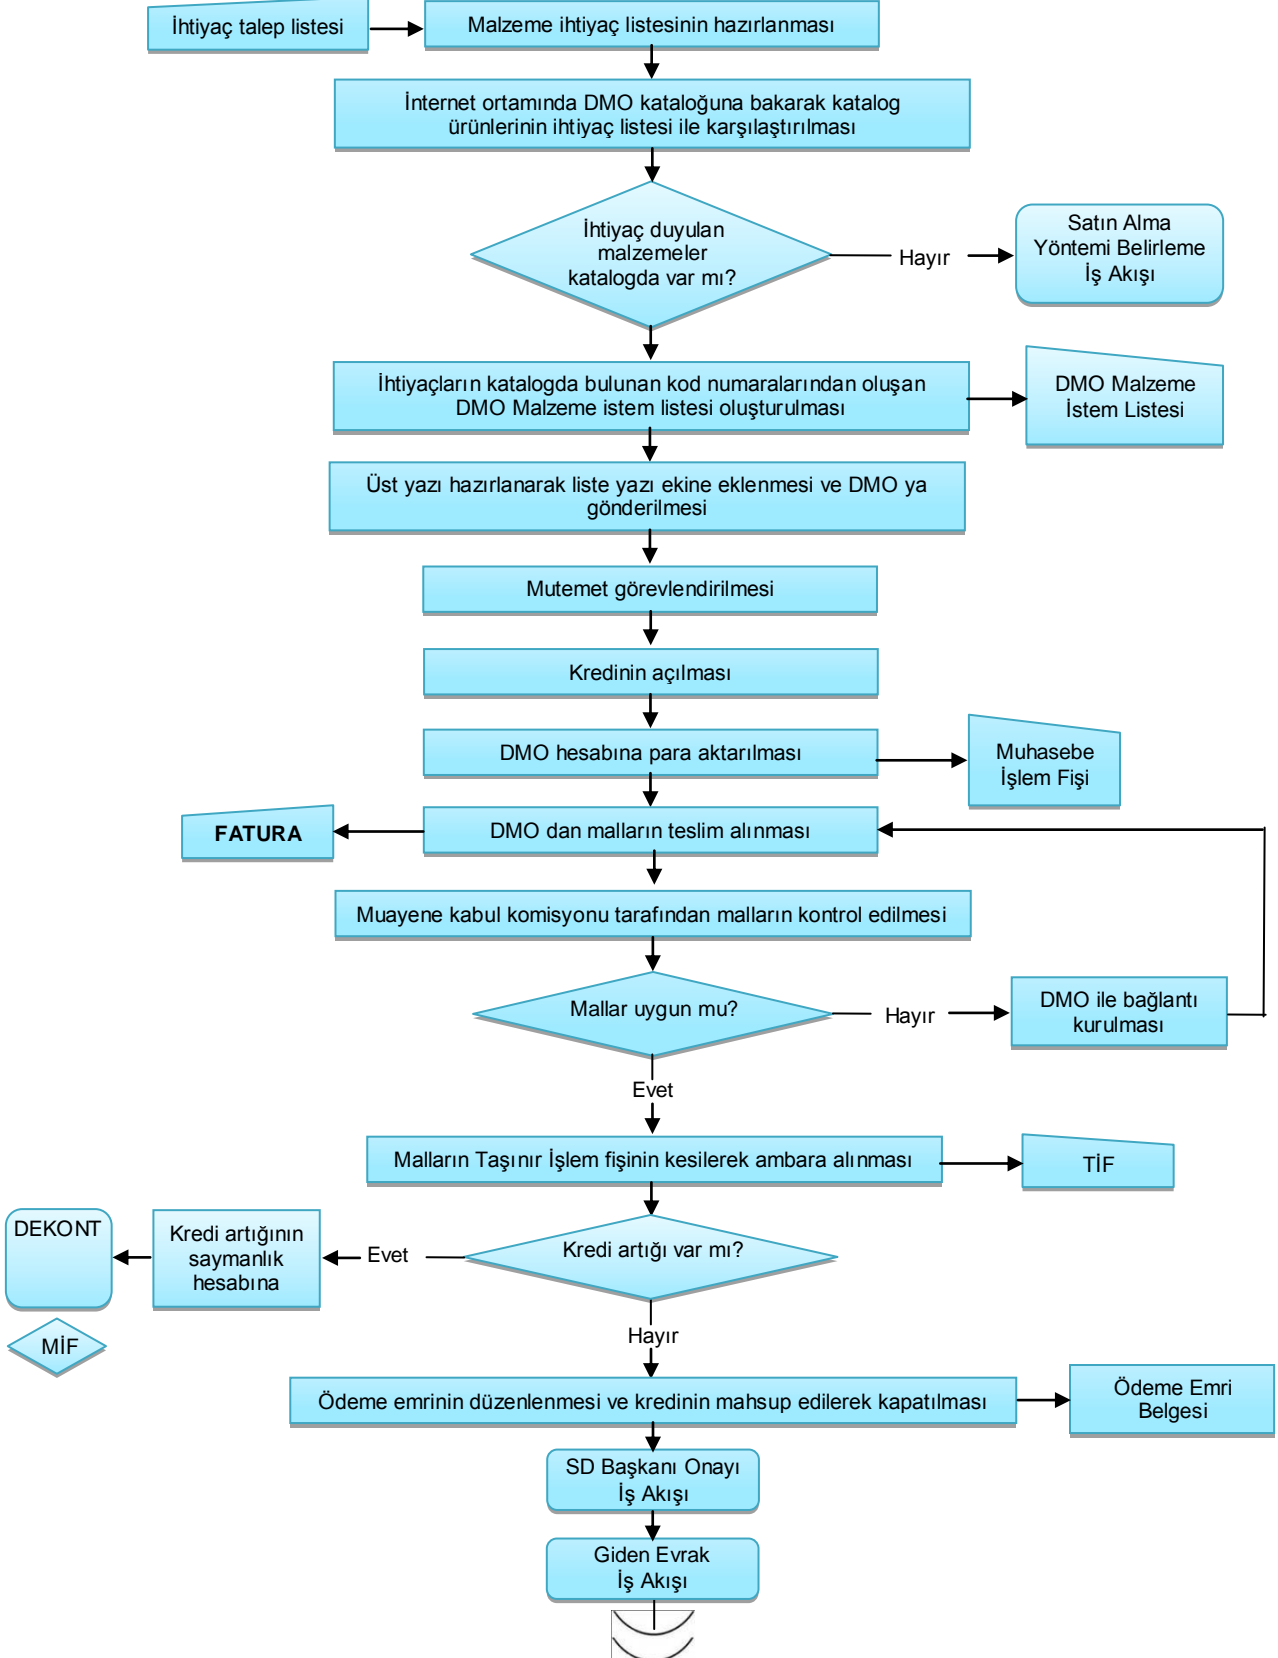 İhtiyaç talep listesi
Malzeme ihtiyaç listesinin hazırlanması
İnternet ortamında DMO kataloğuna bakarak katalog
ürünlerinin ihtiyaç listesi ile karşılaştırılması
İhtiyaç duyulan
malzemeler
katalogda var mı?
Hayır
Satın Alma
Yöntemi Belirleme
İş Akışı
İhtiyaçların katalogda bulunan kod numaralarından oluşan
DMO Malzeme istem listesi oluşturulması
DMO Malzeme
İstem Listesi
Üst yazı hazırlanarak liste yazı ekine eklenmesi ve DMO ya
gönderilmesi
Mutemet görevlendirilmesi
Kredinin açılması
DMO hesabına para aktarılması
Muhasebe
İşlem Fişi
FATURA
DMO dan malların teslim alınması
Muayene kabul komisyonu tarafından malların kontrol edilmesi
Mallar uygun mu?
Hayır
DMO ile bağlantı
kurulması
Evet
Malların Taşınır İşlem fişinin kesilerek ambara alınması
TİF
DEKONT
Kredi artığının
saymanlık
hesabına
Evet
Kredi artığı var mı?
MİF
Hayır
Ödeme emrinin düzenlenmesi ve kredinin mahsup edilerek kapatılması
Ödeme Emri
Belgesi
SD Başkanı Onayı
İş Akışı
Giden Evrak
İş Akışı